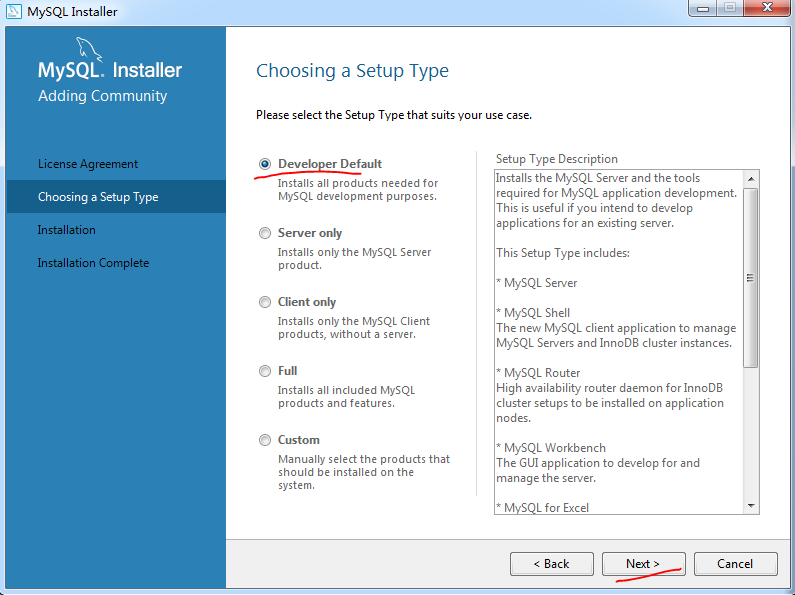 MySQL Installer
MySQL. Installer
Adding Community
License Agreement
Choosing a Setup Type
Installation
Installation Complete
Choosing a Setup Type
Please select the Setup Type that suits your use case.
Developer Default
Installs all products needed for
MySQL development purposes.
Server only
Installs only the MySQL Server
product.
Client only
Installs only the MySQL Client
products, without a server.
Full
Installs all included MySQL
products and features.
Custom
Manually select the products that
should be installed on the
system.
Setup Type Description
Installs the MySQL Server and the tools
required for MySQL application development.
This is useful if you intend to develop
applications for an existing server.
This Setup Type includes:
* MySQL Server
* MySQL Shell
The new MySQL client application to manage
MySQL Servers and InnoDB cluster instances.
* MySQL Router
High availability router daemon for InnoDB
cluster setups to be installed on application
nodes.
* MySQL Workbench
The GUI application to develop for and
manage the server.
* MySQL for Excel
< Back
Next >
Cancel